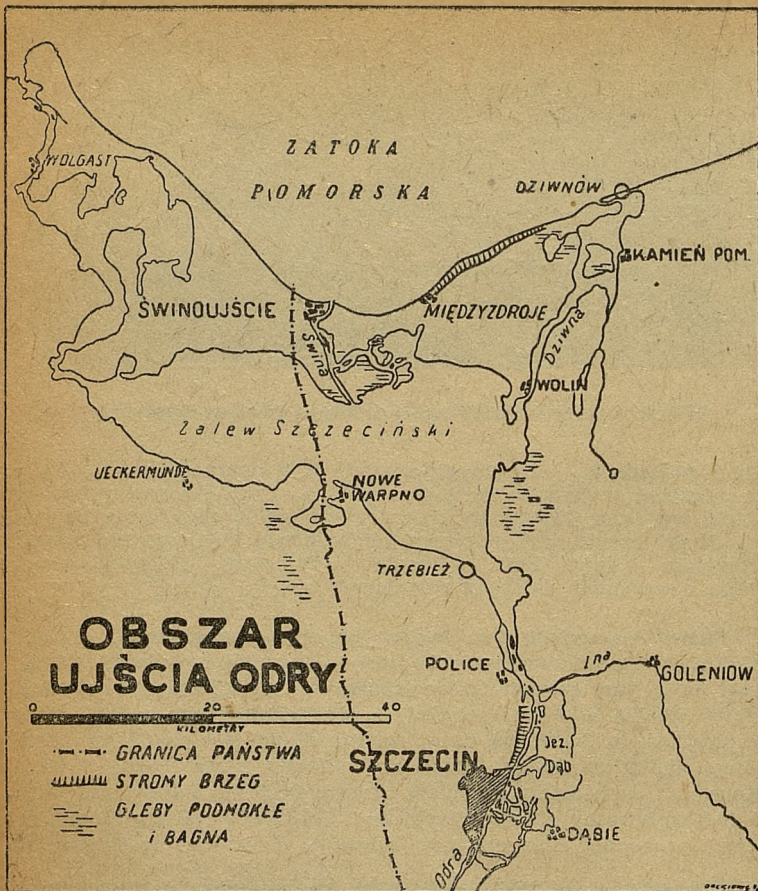 ZATOKA
POMORSKA
WOLGAST
DZIWNÓW
KAMIEŃ POM.
ŚWINOUJŚCIE
MIĘDZYZDROJE
Świna
Dziwna
WOLIN
Zalew Szczeciński
UECKERMÜNDE
NOWE
WARPNO
TRZEBIEŻ
OBSZAR
UJŚCIA ODRY
POLICE
Ina
GOLENIOW
0 20 40
KILOMETRY
Jez.
Dąb
SZCZECIN
GRANICA PAŃSTWA
STROMY BRZEG
GLEBY PODMOKŁE
i BAGNA
DĄBIE
Odra